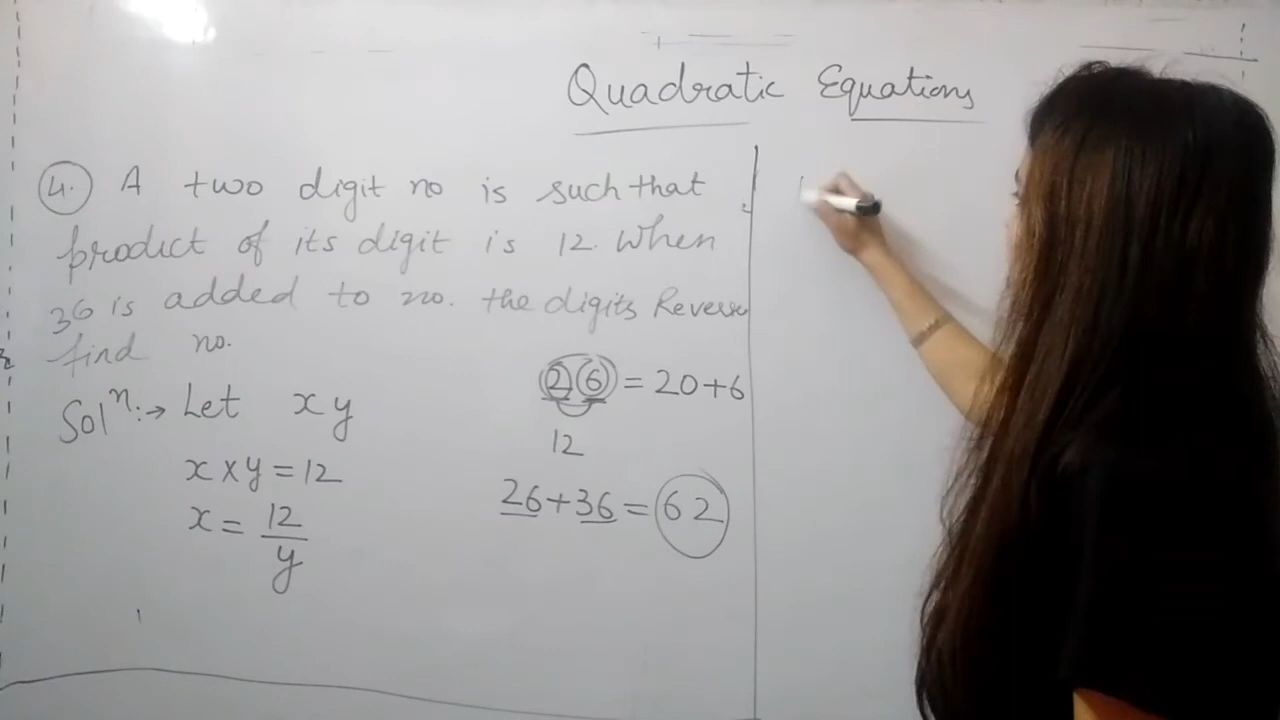 Quadratic Equations
4. A two digit no is such that
product of its digit is 12. When
36 is added to no. the digits Reverse
find no.
Solⁿ:→ Let xy
x × y = 12
x = 12/y
26 = 20+6
12
26+36 = 62